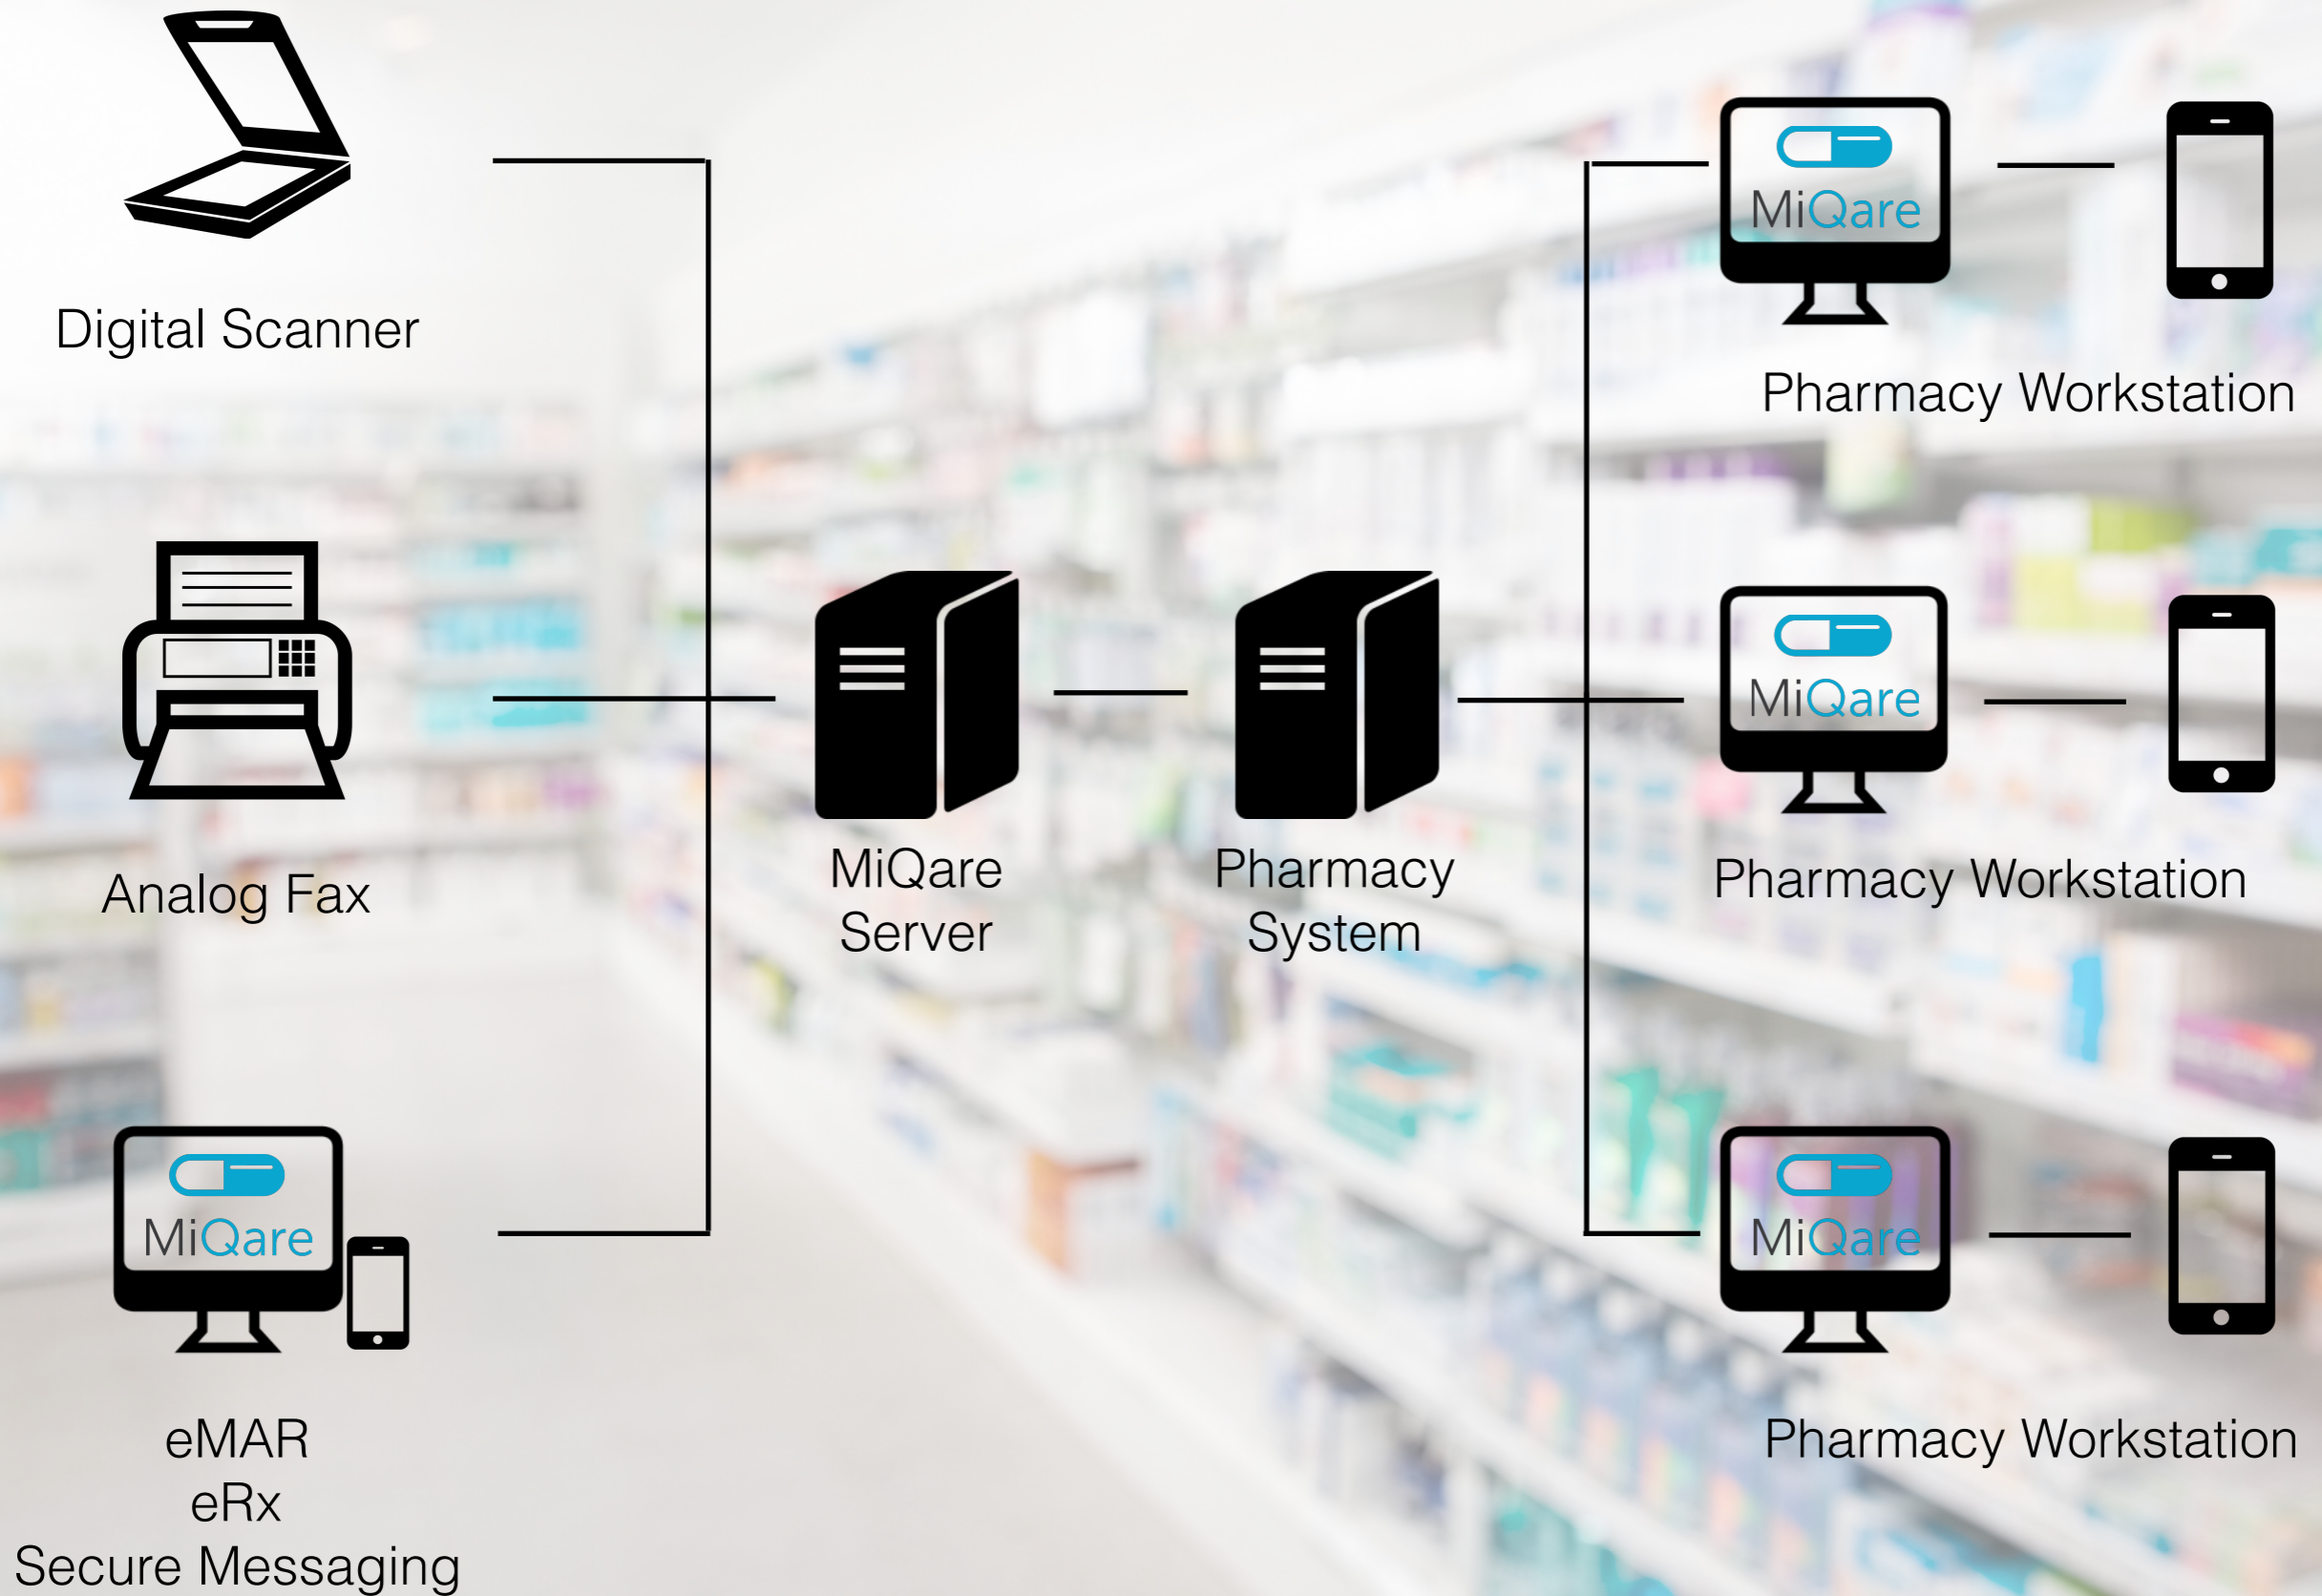 Digital Scanner
Analog Fax
MiQare
eMAR
eRx
Secure Messaging
MiQare
Server
Pharmacy
System
MiQare
Pharmacy Workstation
MiQare
Pharmacy Workstation
MiQare
Pharmacy Workstation